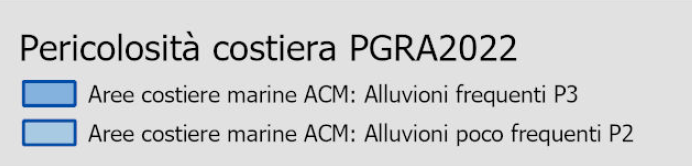 Pericolosità costiera PGRA2022
Aree costiere marine ACM: Alluvioni frequenti P3
Aree costiere marine ACM: Alluvioni poco frequenti P2